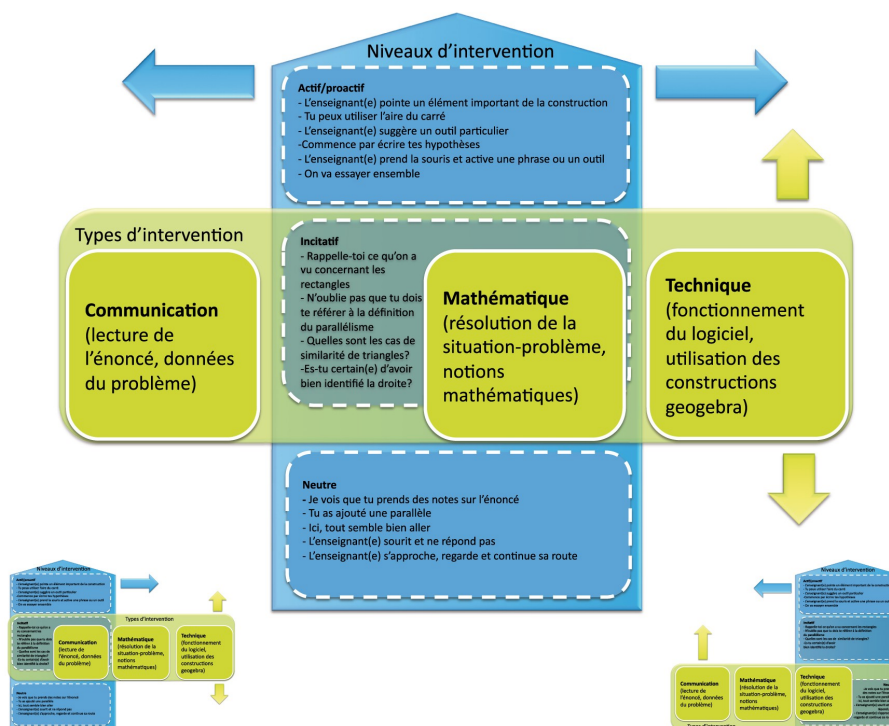 Niveaux d'intervention
Actif/proactif
- L'enseignant(e) pointe un élément important de la construction
- Tu peux utiliser l'aire du carré
- L'enseignant(e) suggère un outil particulier
-Commence par écrire tes hypothèses
- L'enseignant(e) prend la souris et active une phrase ou un outil
- On va essayer ensemble
Types d'intervention
Communication
(lecture de
l'énoncé, données
du problème)
Incitatif
- Rappelle-toi ce qu'on a
vu concernant les
rectangles
- N'oublie pas que tu dois
te référer à la définition
du parallélisme
- Quelles sont les cas de
similarité de triangles?
-Es-tu certain(e) d'avoir
bien identifié la droite?
Mathématique
(résolution de la
situation-problème,
notions
mathématiques)
Technique
(fonctionnement
du logiciel,
utilisation des
constructions
geogebra)
Neutre
- Je vois que tu prends des notes sur l'énoncé
- Tu as ajouté une parallèle
- Ici, tout semble bien aller
- L'enseignant(e) sourit et ne répond pas
- L'enseignant(e) s'approche, regarde et continue sa route
Niveaux d'intervention
Types d'intervention
Communication
(lecture de
l'énoncé, données
du problème)
Mathématique
(résolution de la
situation-problème,
notions
mathématiques)
Technique
(fonctionnement
du logiciel,
utilisation des
constructions
geogebra)
Neutre
Niveaux d'intervention
Communication
(lecture de
l'énoncé, données
du problème)
Mathématique
(résolution de la
situation-problème,
notions
mathématiques)
Technique
(fonctionnement
du logiciel,
utilisation des
constructions
geogebra)